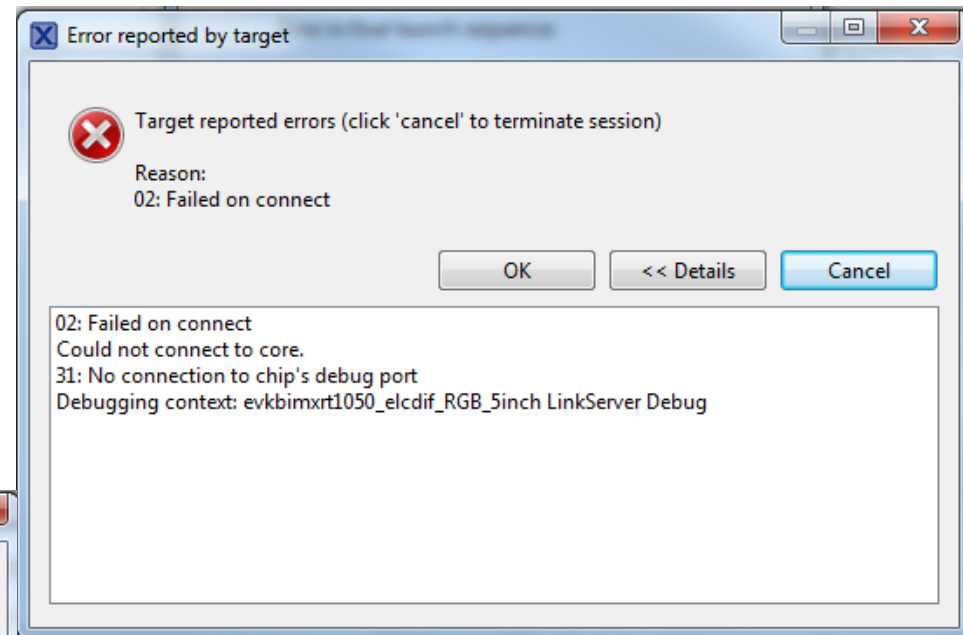 Error reported by target
Target reported errors (click 'cancel' to terminate session)
Reason:
02: Failed on connect
OK
<< Details
Cancel
02: Failed on connect
Could not connect to core.
31: No connection to chip's debug port
Debugging context: evkbimxrt1050_elcdif_RGB_5inch LinkServer Debug